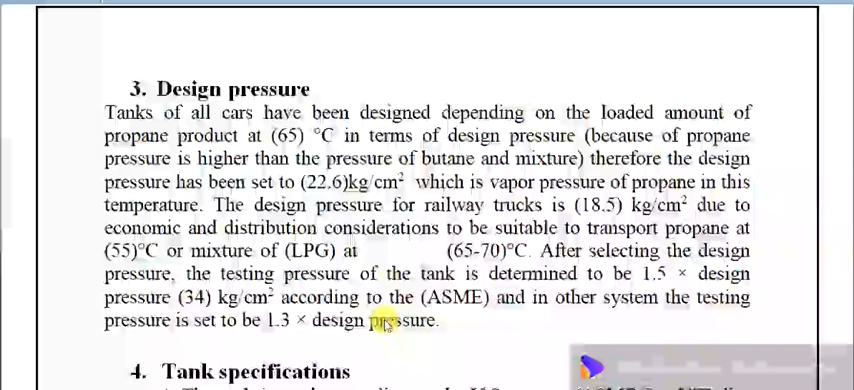 3. Design pressure
Tanks of all cars have been designed depending on the loaded amount of
propane product at (65) °C in terms of design pressure (because of propane
pressure is higher than the pressure of butane and mixture) therefore the design
pressure has been set to (22.6)kg/cm² which is vapor pressure of propane in this
temperature. The design pressure for railway trucks is (18.5) kg/cm² due to
economic and distribution considerations to be suitable to transport propane at
(55)°C or mixture of (LPG) at (65-70)°C. After selecting the design
pressure, the testing pressure of the tank is determined to be 1.5 × design
pressure (34) kg/cm² according to the (ASME) and in other system the testing
pressure is set to be 1.3 × design pressure.
4. Tank specifications